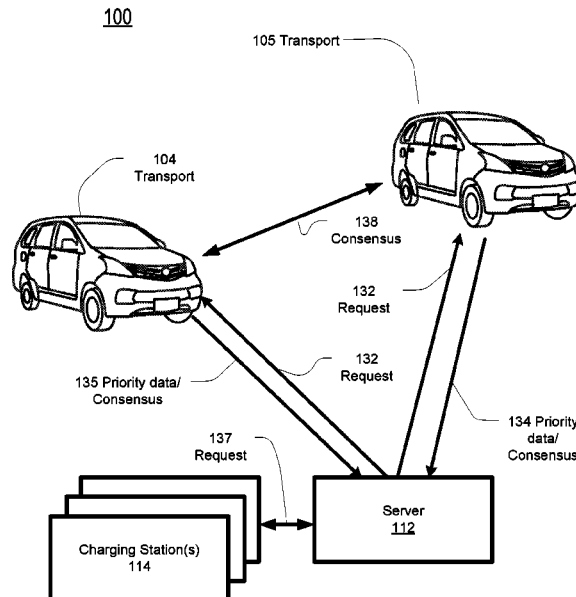 100
105 Transport
104
Transport
138
Consensus
132
Request
132
Request
135 Priority data/
Consensus
134 Priority
data/
Consensus
137
Request
Server
112
Charging Station(s)
114